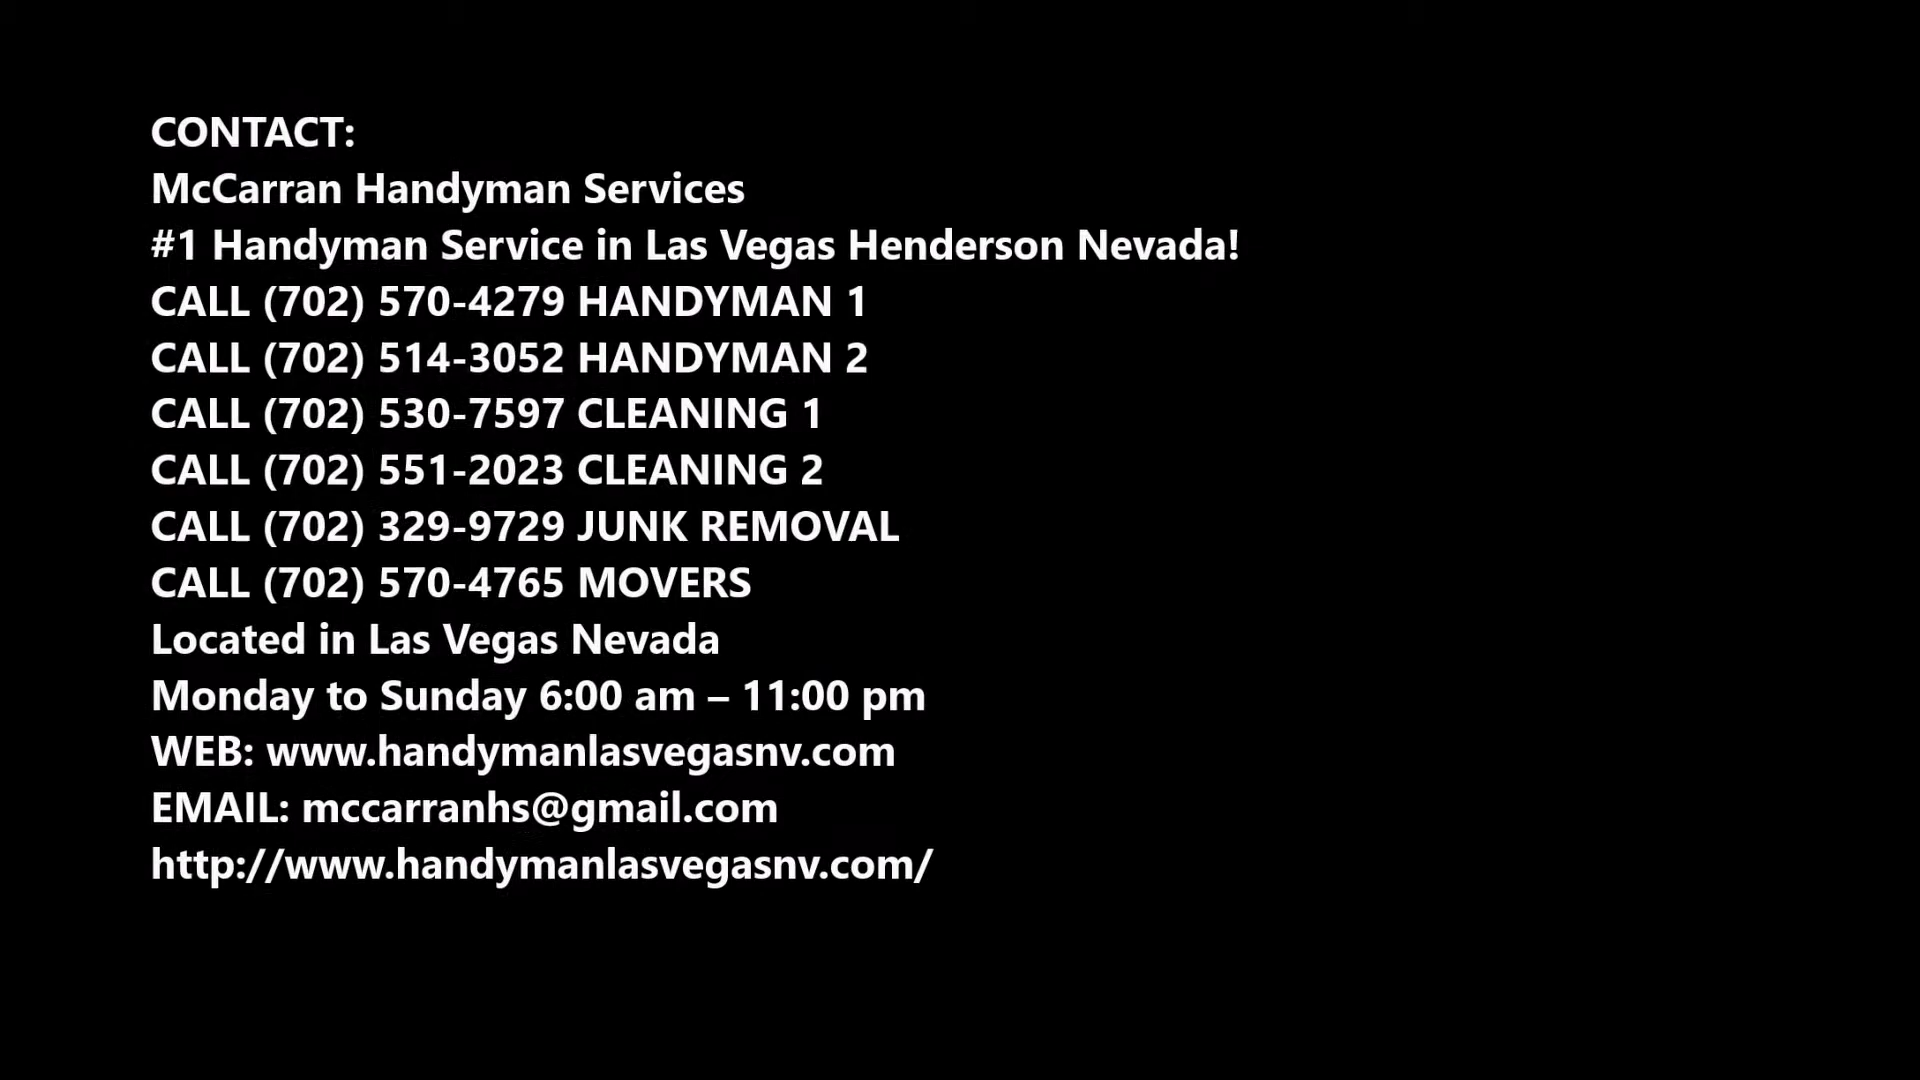 CONTACT:
McCarran Handyman Services
#1 Handyman Service in Las Vegas Henderson Nevada!
CALL (702) 570-4279 HANDYMAN 1
CALL (702) 514-3052 HANDYMAN 2
CALL (702) 530-7597 CLEANING 1
CALL (702) 551-2023 CLEANING 2
CALL (702) 329-9729 JUNK REMOVAL
CALL (702) 570-4765 MOVERS
Located in Las Vegas Nevada
Monday to Sunday 6:00 am – 11:00 pm
WEB: www.handymanlasvegasnv.com
EMAIL: mccarranhs@gmail.com
http://www.handymanlasvegasnv.com/